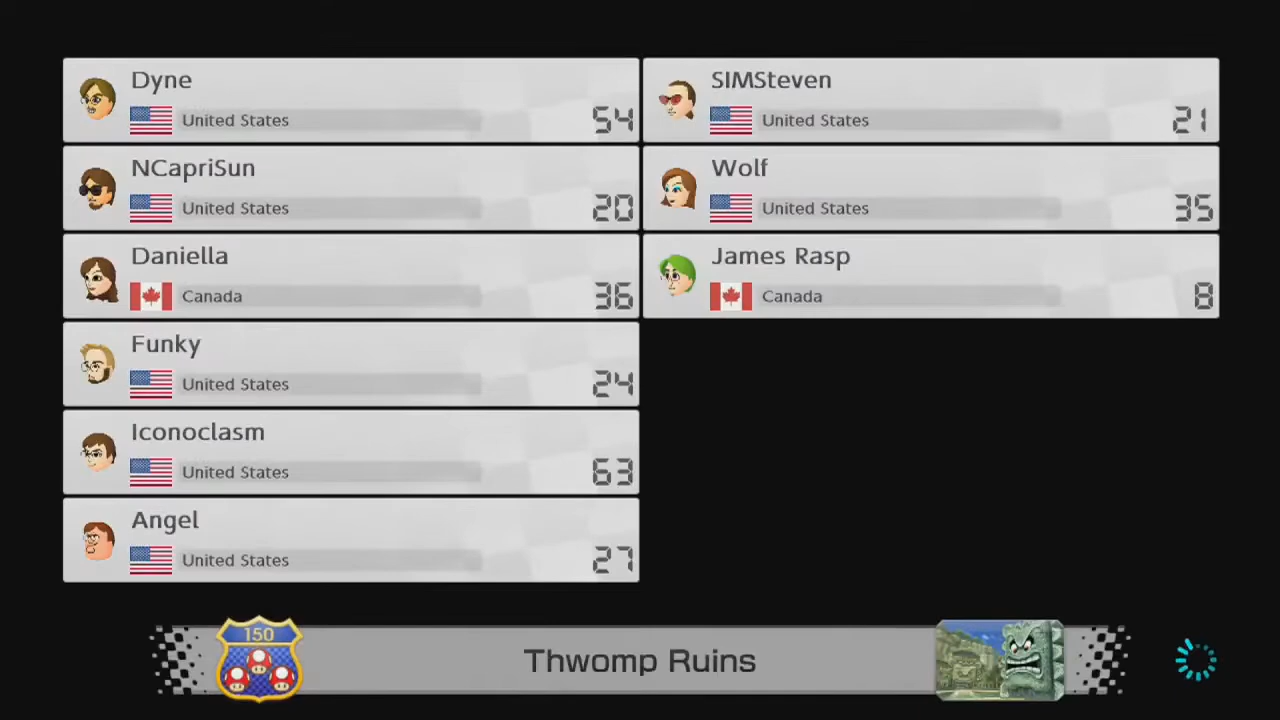 Dyne
United States
54
NCapriSun
United States
20
Daniella
Canada
36
Funky
United States
24
Iconoclasm
United States
63
Angel
United States
27
SIMSteven
United States
21
Wolf
United States
35
James Rasp
Canada
8
150
Thwomp Ruins